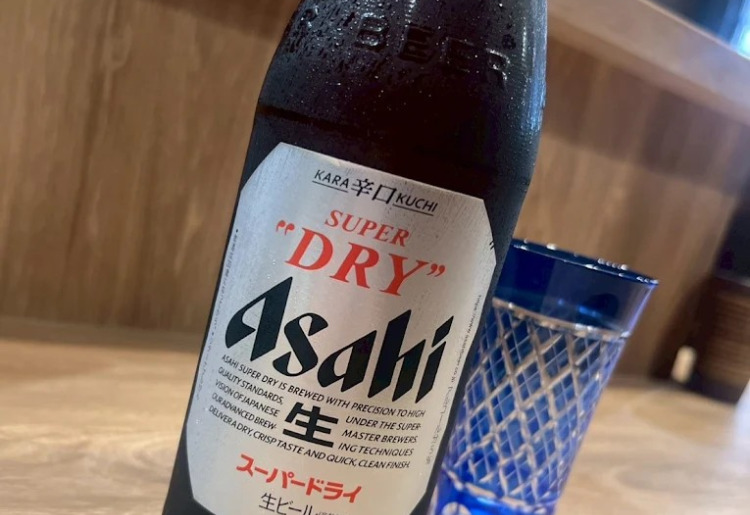 BEER
KARA 辛口 KUCHI
SUPER
"DRY"
Asahi
ASAHI SUPER DRY IS BREWED WITH PRECISION TO HIGH
QUALITY STANDARDS, UNDER THE SUPER-
VISION OF JAPANESE MASTER BREWERS.
OUR ADVANCED BREW- ING TECHNIQUES
DELIVER A DRY, CRISP TASTE AND QUICK, CLEAN FINISH.
生
スーパードライ
生ビール